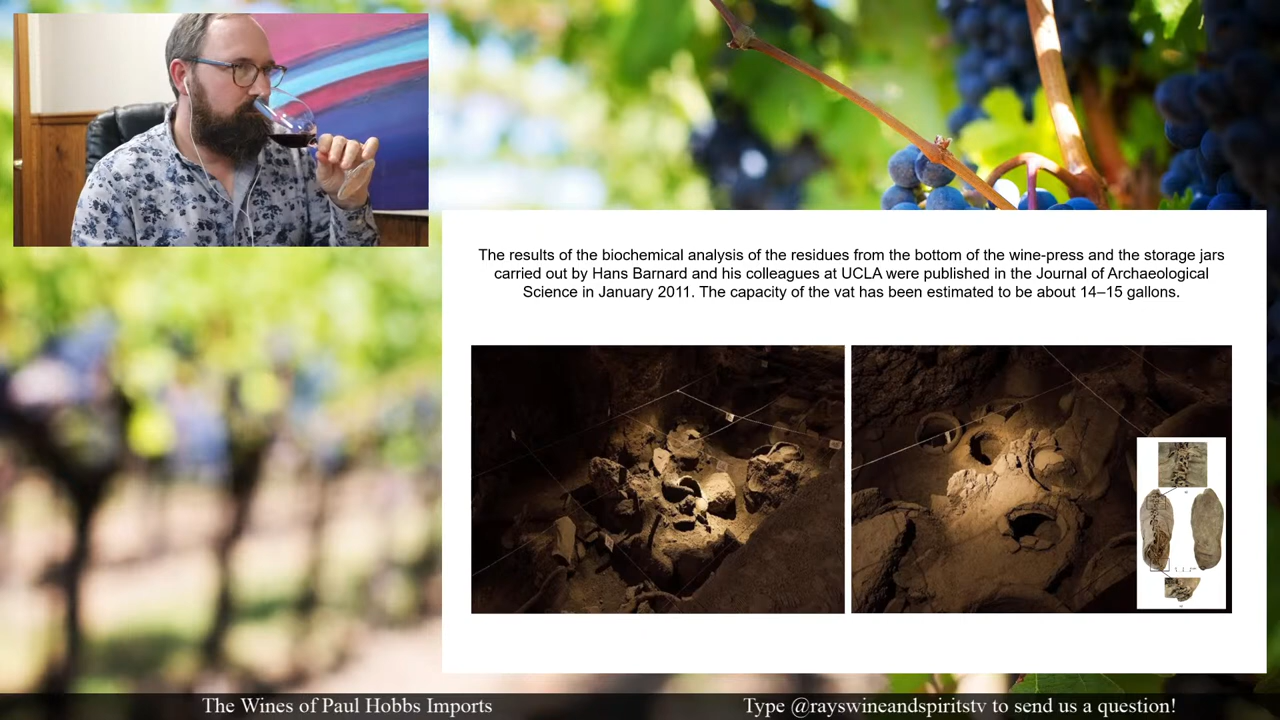 The results of the biochemical analysis of the residues from the bottom of the wine-press and the storage jars
carried out by Hans Barnard and his colleagues at UCLA were published in the Journal of Archaeological
Science in January 2011. The capacity of the vat has been estimated to be about 14–15 gallons.
The Wines of Paul Hobbs Imports
Type @rayswineandspiritstv to send us a question!